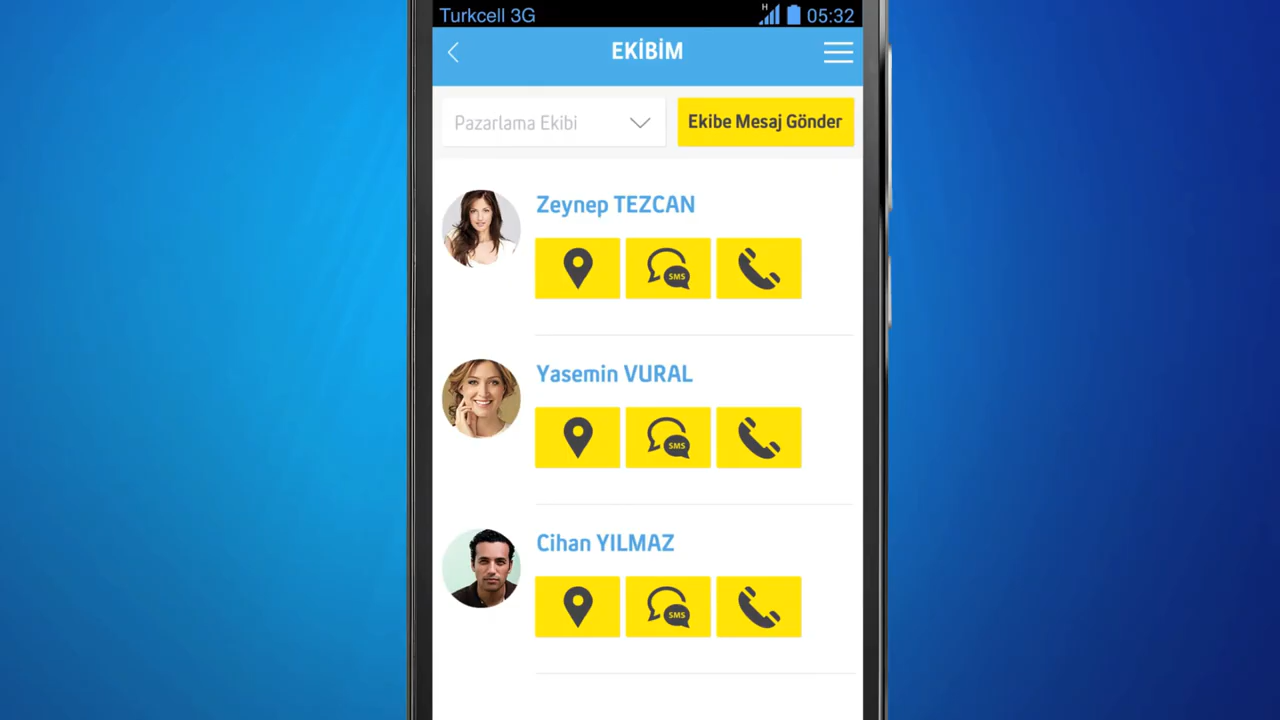 Turkcell 3G
H
05:32
EKİBİM
Pazarlama Ekibi
Ekibe Mesaj Gönder
Zeynep TEZCAN
SMS
Yasemin VURAL
SMS
Cihan YILMAZ
SMS